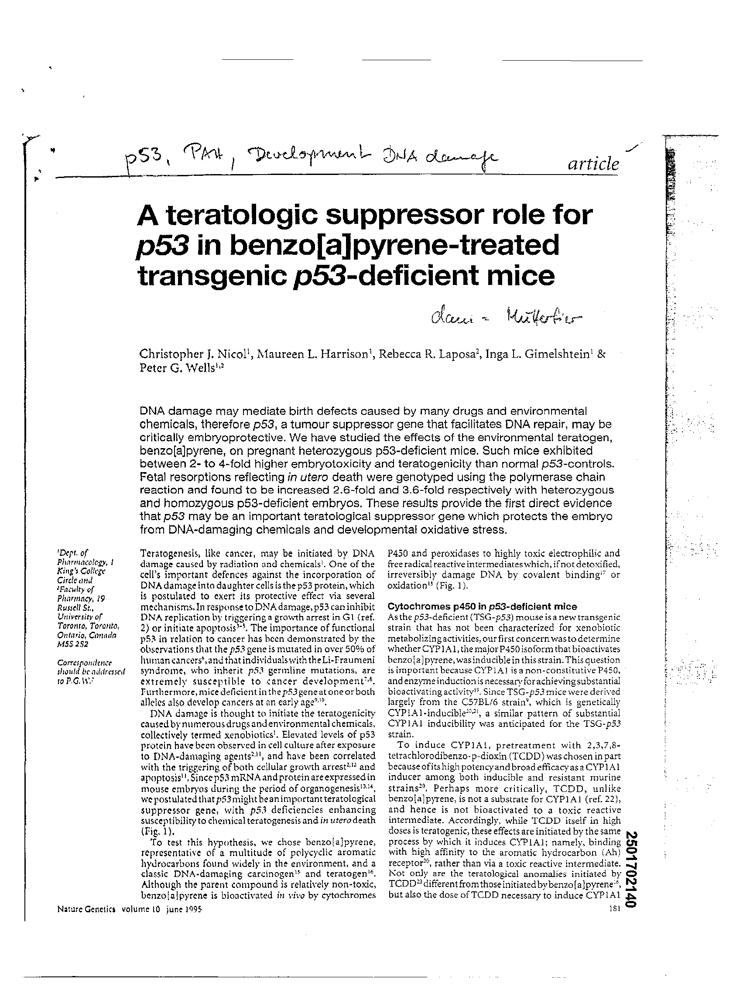 p53, PAH, Development DNA damage
article
A teratologic suppressor role for
p53 in benzo[a]pyrene-treated
transgenic p53-deficient mice
dam = Muttertier
Christopher J. Nicol¹, Maureen L. Harrison¹, Rebecca R. Laposa², Inga L. Gimelshtein¹ &
Peter G. Wells¹,²
DNA damage may mediate birth defects caused by many drugs and environmental
chemicals, therefore p53, a tumour suppressor gene that facilitates DNA repair, may be
critically embryoprotective. We have studied the effects of the environmental teratogen,
benzo[a]pyrene, on pregnant heterozygous p53-deficient mice. Such mice exhibited
between 2- to 4-fold higher embryotoxicity and teratogenicity than normal p53-controls.
Fetal resorptions reflecting in utero death were genotyped using the polymerase chain
reaction and found to be increased 2.6-fold and 3.6-fold respectively with heterozygous
and homozygous p53-deficient embryos. These results provide the first direct evidence
that p53 may be an important teratological suppressor gene which protects the embryo
from DNA-damaging chemicals and developmental oxidative stress.
¹Dept. of
Pharmacology, 1
King's College
Circle and
²Faculty of
Pharmacy, 19
Russell St.,
University of
Toronto, Toronto,
Ontario, Canada
M5S 2S2
Correspondence
should be addressed
to P.G.W.²
Teratogenesis, like cancer, may be initiated by DNA
damage caused by radiation and chemicals¹. One of the
cell's important defences against the incorporation of
DNA damage into daughter cells is the p53 protein, which
is postulated to exert its protective effect via several
mechanisms. In response to DNA damage, p53 can inhibit
DNA replication by triggering a growth arrest in G1 (ref.
2) or initiate apoptosis³⁻⁵. The importance of functional
p53 in relation to cancer has been demonstrated by the
observations that the p53 gene is mutated in over 50% of
human cancers⁶, and that individuals with the Li-Fraumeni
syndrome, who inherit p53 germline mutations, are
extremely susceptible to cancer development⁷,⁸.
Furthermore, mice deficient in the p53 gene at one or both
alleles also develop cancers at an early age⁹,¹⁰.
DNA damage is thought to initiate the teratogenicity
caused by numerous drugs and environmental chemicals,
collectively termed xenobiotics¹. Elevated levels of p53
protein have been observed in cell culture after exposure
to DNA-damaging agents²,¹¹, and have been correlated
with the triggering of both cellular growth arrest²,¹² and
apoptosis¹¹. Since p53 mRNA and protein are expressed in
mouse embryos during the period of organogenesis¹³,¹⁴,
we postulated that p53 might be an important teratological
suppressor gene, with p53 deficiencies enhancing
susceptibility to chemical teratogenesis and in utero death
(Fig. 1).
To test this hypothesis, we chose benzo[a]pyrene,
representative of a multitude of polycyclic aromatic
hydrocarbons found widely in the environment, and a
classic DNA-damaging carcinogen¹⁵ and teratogen¹⁶.
Although the parent compound is relatively non-toxic,
benzo[a]pyrene is bioactivated in vivo by cytochromes
P450 and peroxidases to highly toxic electrophilic and
free radical reactive intermediates which, if not detoxified,
irreversibly damage DNA by covalent binding¹⁷ or
oxidation¹⁸ (Fig. 1).
Cytochromes p450 in p53-deficient mice
As the p53-deficient (TSG-p53) mouse is a new transgenic
strain that has not been characterized for xenobiotic
metabolizing activities, our first concern was to determine
whether CYP1A1, the major P450 isoform that bioactivates
benzo[a]pyrene, was inducible in this strain. This question
is important because CYP1A1 is a non-constitutive P450,
and enzyme induction is necessary for achieving substantial
bioactivating activity¹⁹. Since TSG-p53 mice were derived
largely from the C57BL/6 strain⁹, which is genetically
CYP1A1-inducible²⁰,²¹, a similar pattern of substantial
CYP1A1 inducibility was anticipated for the TSG-p53
strain.
To induce CYP1A1, pretreatment with 2,3,7,8-
tetrachlorodibenzo-p-dioxin (TCDD) was chosen in part
because of its high potency and broad efficacy as a CYP1A1
inducer among both inducible and resistant murine
strains²⁰. Perhaps more critically, TCDD, unlike
benzo[a]pyrene, is not a substrate for CYP1A1 (ref. 22),
and hence is not bioactivated to a toxic reactive
intermediate. Accordingly, while TCDD itself in high
doses is teratogenic, these effects are initiated by the same
process by which it induces CYP1A1; namely, binding
with high affinity to the aromatic hydrocarbon (Ah)
receptor²⁰, rather than via a toxic reactive intermediate.
Not only are the teratological anomalies initiated by
TCDD²³ different from those initiated by benzo[a]pyrene¹⁶,
but also the dose of TCDD necessary to induce CYP1A1
2501702140
Nature Genetics volume 10 june 1995
181